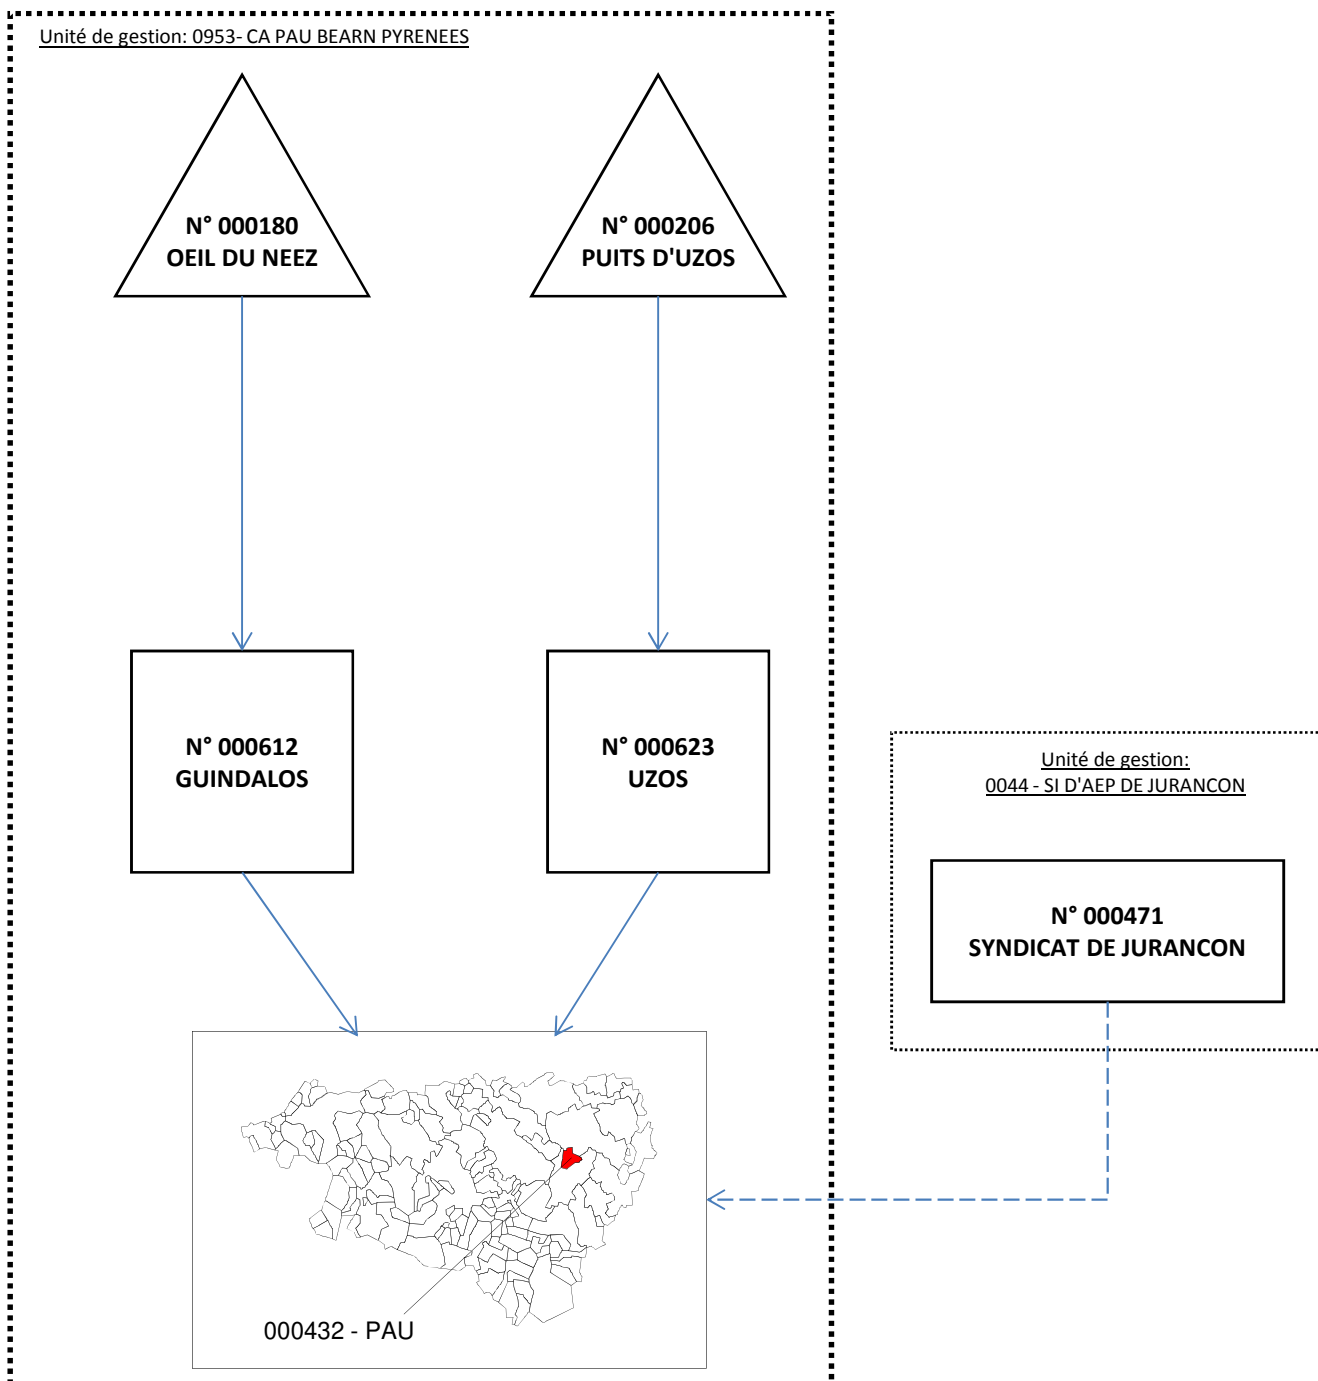 Unité de gestion: 0953- CA PAU BEARN PYRENEES
N° 000180
OEIL DU NEEZ
N° 000206
PUITS D'UZOS
N° 000612
GUINDALOS
N° 000623
UZOS
Unité de gestion:
0044 - SI D'AEP DE JURANCON
N° 000471
SYNDICAT DE JURANCON
000432 - PAU